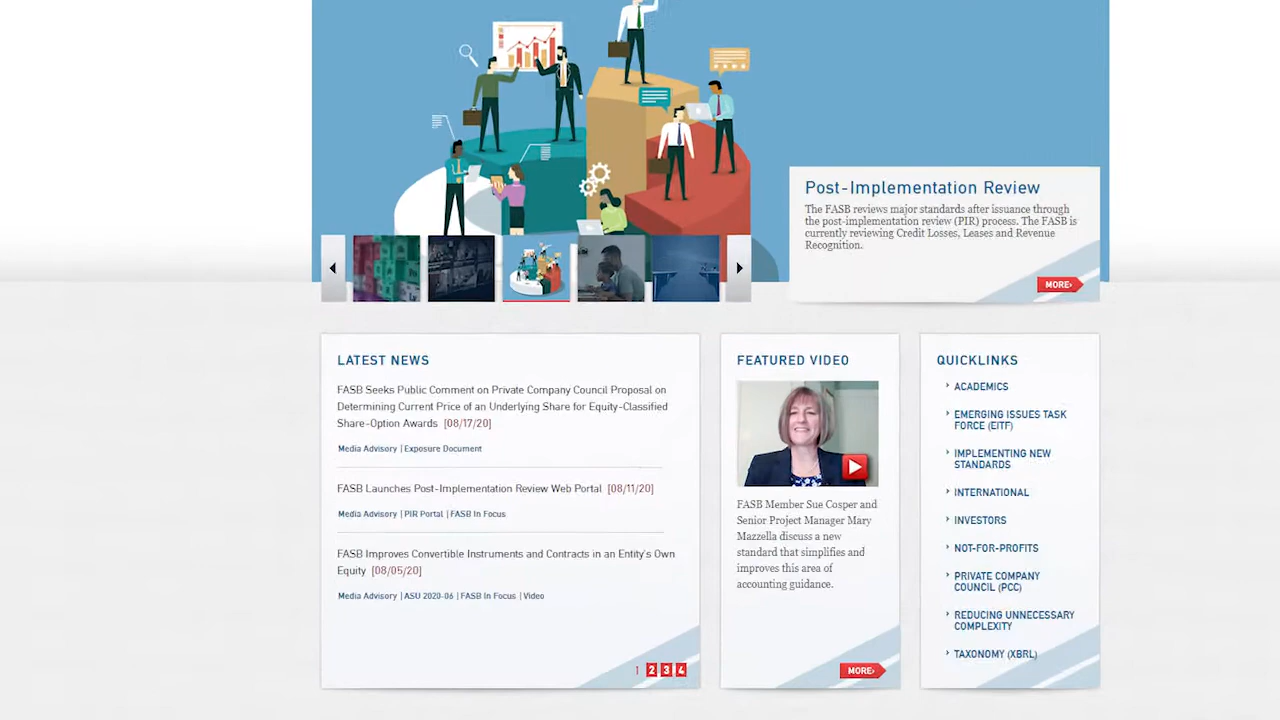 Post-Implementation Review
The FASB reviews major standards after issuance through
the post-implementation review (PIR) process. The FASB is
currently reviewing Credit Losses, Leases and Revenue
Recognition.
MORE›
LATEST NEWS
FASB Seeks Public Comment on Private Company Council Proposal on
Determining Current Price of an Underlying Share for Equity-Classified
Share-Option Awards [08/17/20]
Media Advisory | Exposure Document
FASB Launches Post-Implementation Review Web Portal [08/11/20]
Media Advisory | PIR Portal | FASB In Focus
FASB Improves Convertible Instruments and Contracts in an Entity's Own
Equity [08/05/20]
Media Advisory | ASU 2020-06 | FASB In Focus | Video
1 2 3 4
FEATURED VIDEO
FASB Member Sue Cosper and
Senior Project Manager Mary
Mazzella discuss a new
standard that simplifies and
improves this area of
accounting guidance.
MORE›
QUICKLINKS
ACADEMICS
EMERGING ISSUES TASK
FORCE (EITF)
IMPLEMENTING NEW
STANDARDS
INTERNATIONAL
INVESTORS
NOT-FOR-PROFITS
PRIVATE COMPANY
COUNCIL (PCC)
REDUCING UNNECESSARY
COMPLEXITY
TAXONOMY (XBRL)